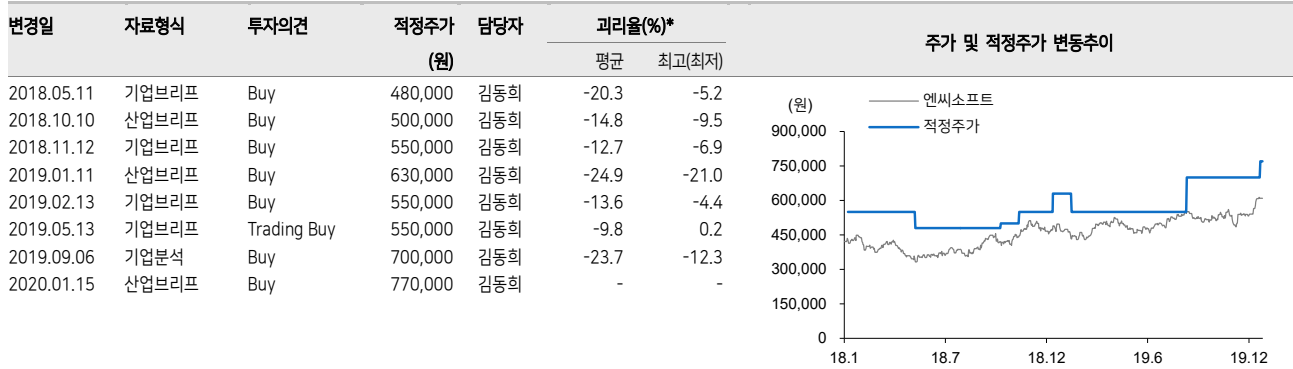 변경일 자료형식 투자의견 적정주가 담당자 괴리율(%)*
(원) 평균 최고(최저)
2018.05.11 기업브리프 Buy 480,000 김동희 -20.3 -5.2
2018.10.10 산업브리프 Buy 500,000 김동희 -14.8 -9.5
2018.11.12 기업브리프 Buy 550,000 김동희 -12.7 -6.9
2019.01.11 산업브리프 Buy 630,000 김동희 -24.9 -21.0
2019.02.13 기업브리프 Buy 550,000 김동희 -13.6 -4.4
2019.05.13 기업브리프 Trading Buy 550,000 김동희 -9.8 0.2
2019.09.06 기업분석 Buy 700,000 김동희 -23.7 -12.3
2020.01.15 산업브리프 Buy 770,000 김동희 - -
주가 및 적정주가 변동추이
(원)
엔씨소프트
적정주가
900,000
750,000
600,000
450,000
300,000
150,000
0
18.1 18.7 18.12 19.6 19.12